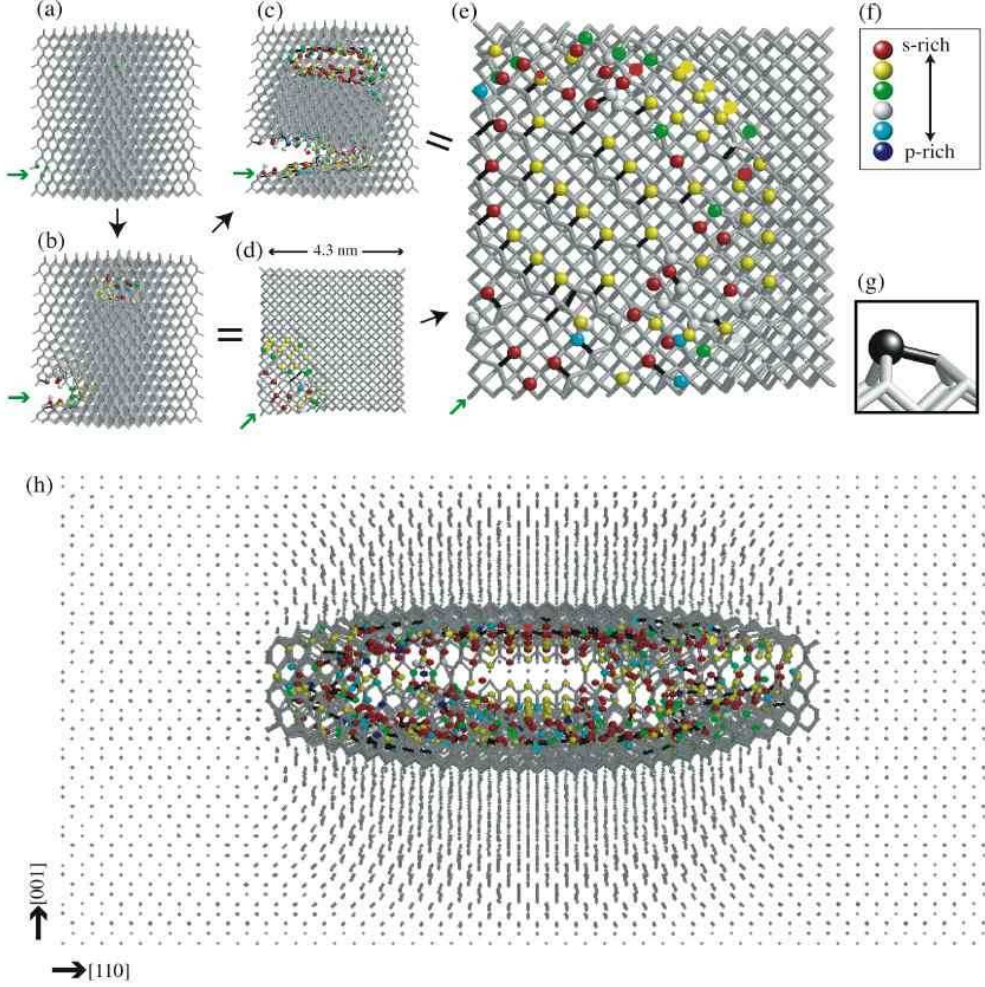 (a)
(c)
(e)
(f)
s-rich
p-rich
(b)
(d)
4.3 nm
=
=
(g)
(h)
[001]
[110]